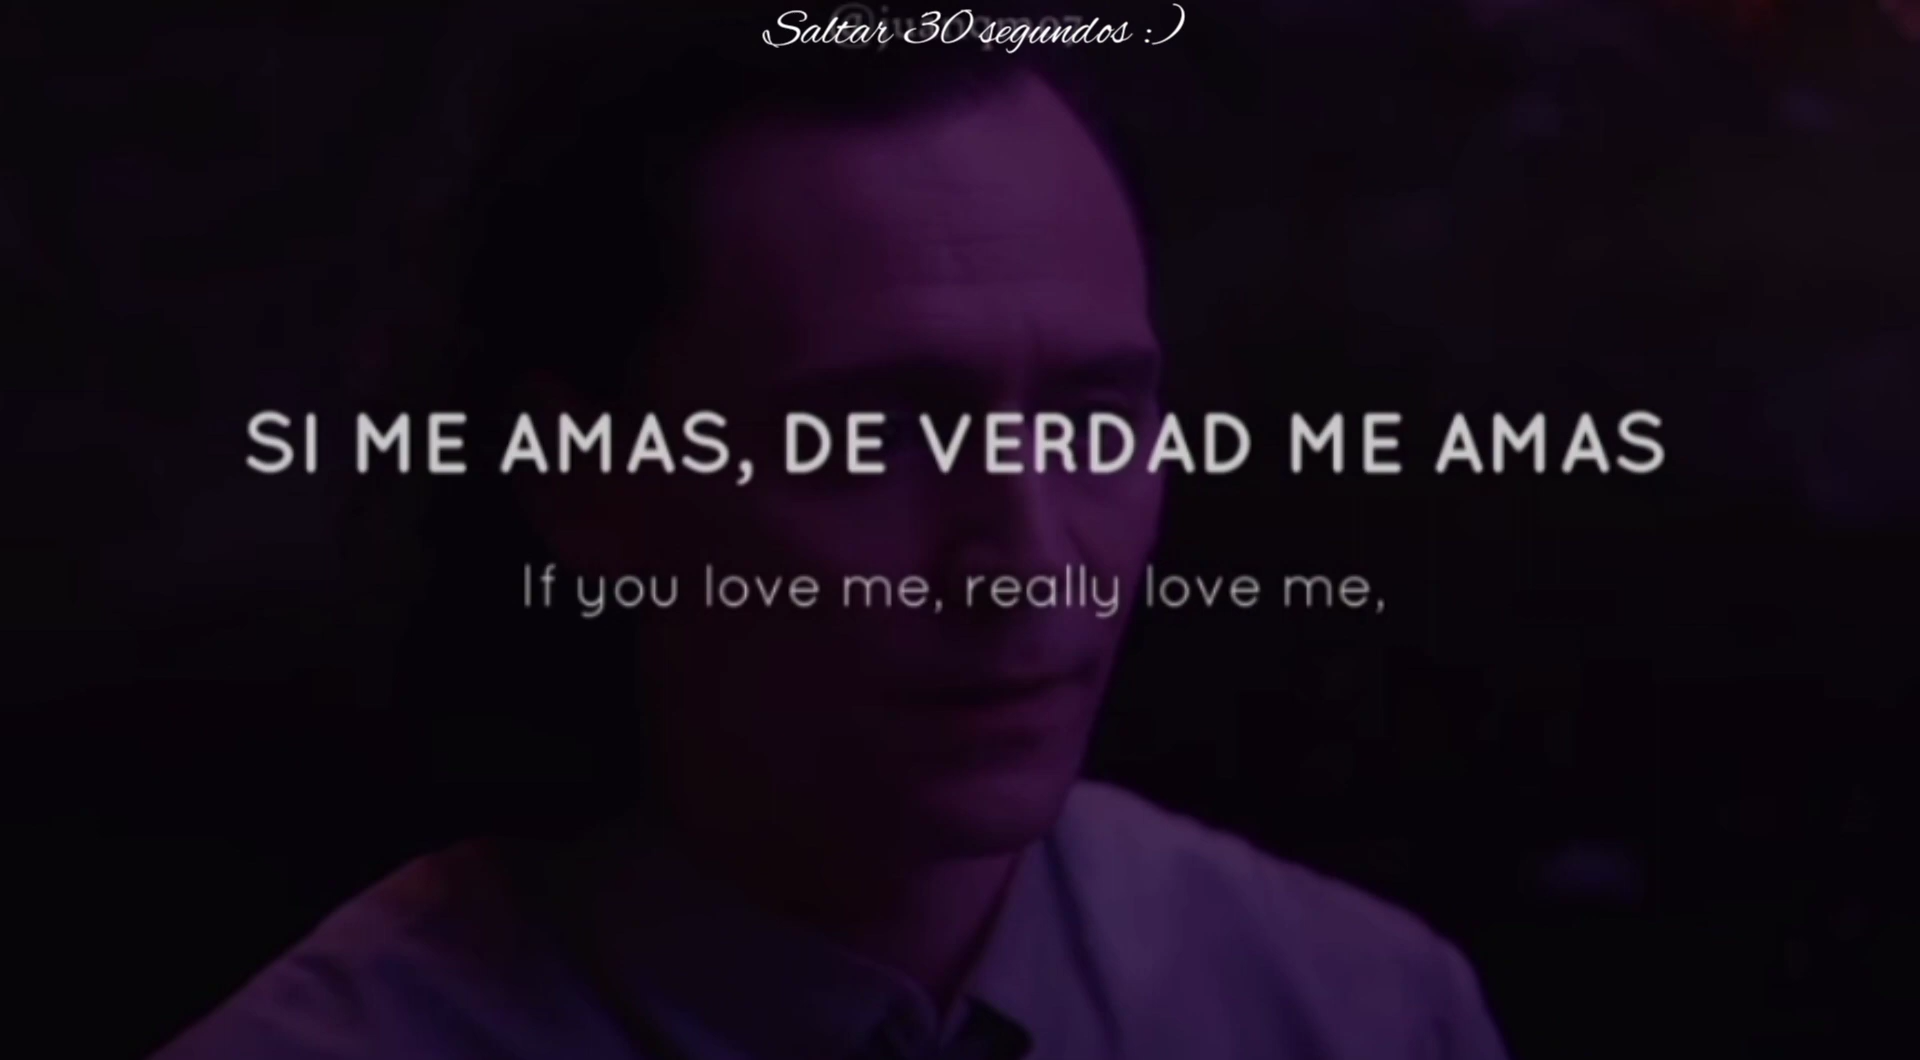 Saltar 30 segundos :)
SI ME AMAS, DE VERDAD ME AMAS
If you love me, really love me,